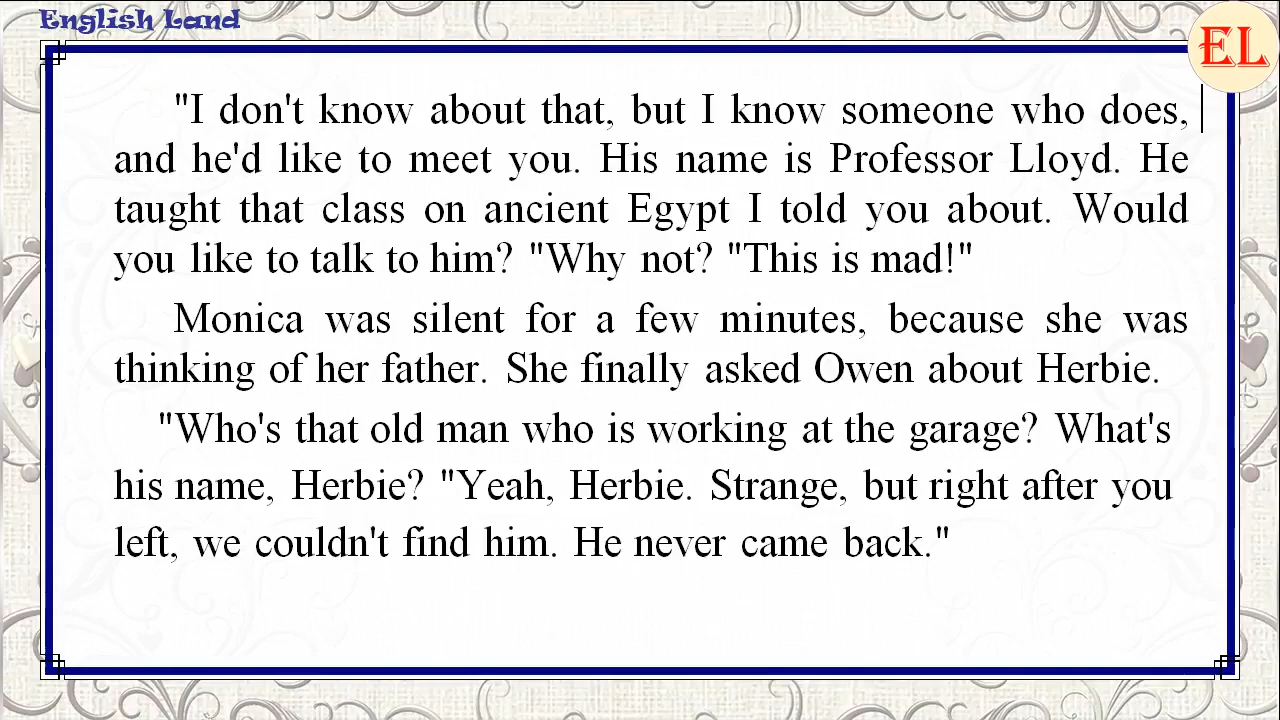 English Land
EL
"I don't know about that, but I know someone who does,
and he'd like to meet you. His name is Professor Lloyd. He
taught that class on ancient Egypt I told you about. Would
you like to talk to him? "Why not? "This is mad!"
Monica was silent for a few minutes, because she was
thinking of her father. She finally asked Owen about Herbie.
"Who's that old man who is working at the garage? What's
his name, Herbie? "Yeah, Herbie. Strange, but right after you
left, we couldn't find him. He never came back."